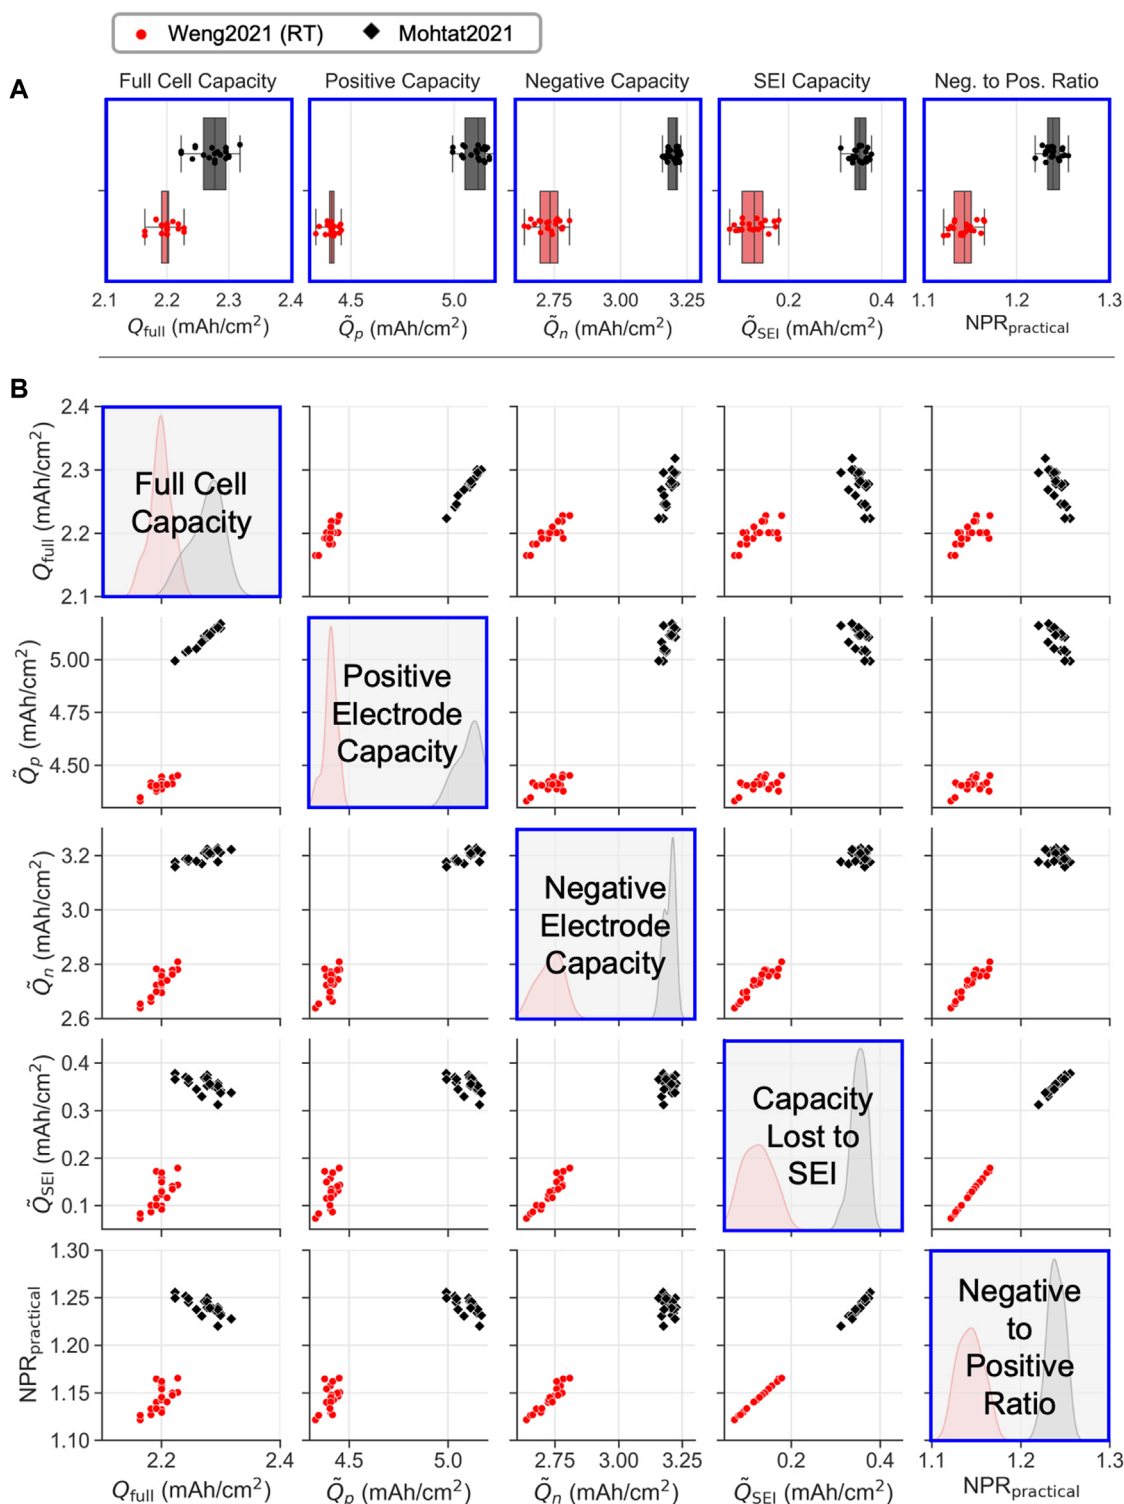 Weng2021 (RT) Mohtat2021
A
Full Cell Capacity Positive Capacity Negative Capacity SEI Capacity Neg. to Pos. Ratio
2.1 2.2 2.3 2.4 4.5 5.0 2.75 3.00 3.25 0.2 0.4 1.1 1.2 1.3
Q_full (mAh/cm²) Q̃_p (mAh/cm²) Q̃_n (mAh/cm²) Q̃_SEI (mAh/cm²) NPR_practical
B
Q_full (mAh/cm²)
2.4
2.3
2.2
2.1
Full Cell
Capacity
Q̃_p (mAh/cm²)
5.00
4.75
4.50
Positive
Electrode
Capacity
Q̃_n (mAh/cm²)
3.2
3.0
2.8
2.6
Negative
Electrode
Capacity
Q̃_SEI (mAh/cm²)
0.4
0.3
0.2
0.1
Capacity
Lost to
SEI
NPR_practical
1.30
1.25
1.20
1.15
1.10
Negative
to
Positive
Ratio
2.2 2.4 4.5 5.0 2.75 3.00 3.25 0.2 0.4 1.1 1.2 1.3
Q_full (mAh/cm²) Q̃_p (mAh/cm²) Q̃_n (mAh/cm²) Q̃_SEI (mAh/cm²) NPR_practical